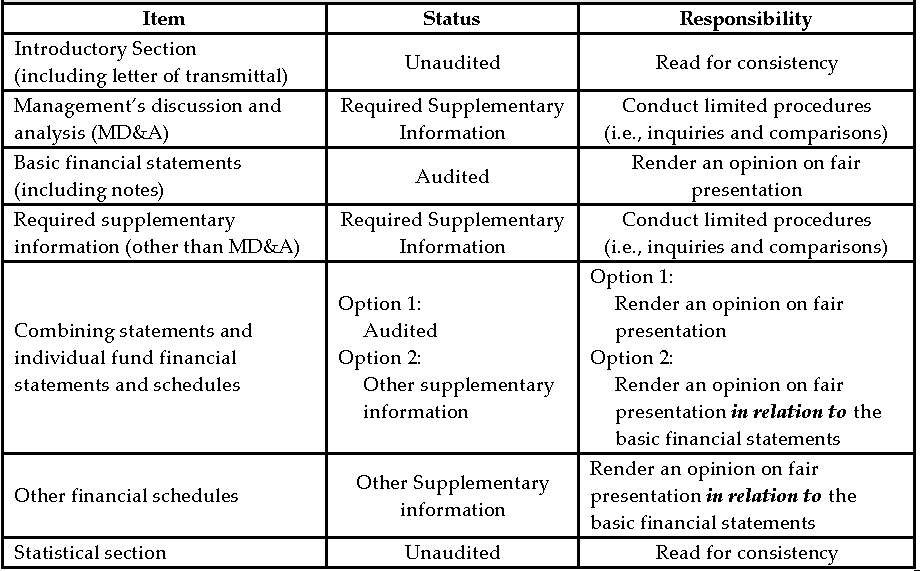 Item Status Responsibility
Introductory Section
(including letter of transmittal)
Unaudited
Read for consistency
Management's discussion and
analysis (MD&A)
Required Supplementary
Information
Conduct limited procedures
(i.e., inquiries and comparisons)
Basic financial statements
(including notes)
Audited
Render an opinion on fair
presentation
Required supplementary
information (other than MD&A)
Required Supplementary
Information
Conduct limited procedures
(i.e., inquiries and comparisons)
Combining statements and
individual fund financial
statements and schedules
Option 1:
Audited
Option 2:
Other supplementary
information
Option 1:
Render an opinion on fair
presentation
Option 2:
Render an opinion on fair
presentation in relation to the
basic financial statements
Other financial schedules
Other Supplementary
information
Render an opinion on fair
presentation in relation to the
basic financial statements
Statistical section
Unaudited
Read for consistency